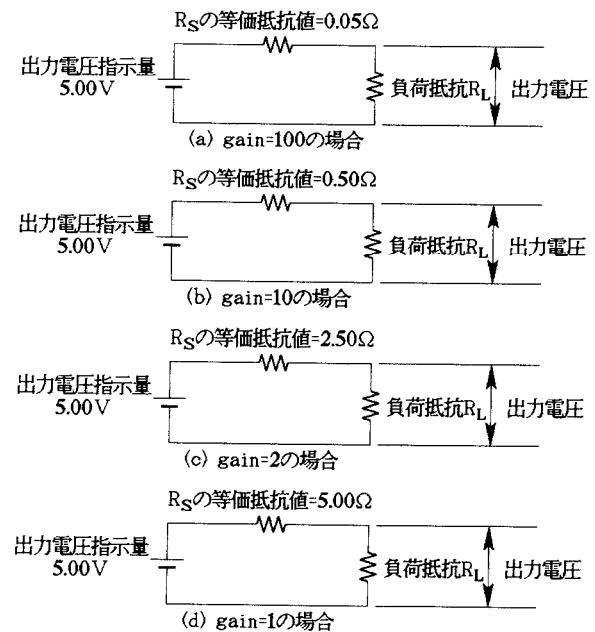 RSの等価抵抗値=0.05Ω
出力電圧指示量
5.00V
負荷抵抗RL 出力電圧
(a) gain=100の場合
RSの等価抵抗値=0.50Ω
出力電圧指示量
5.00V
負荷抵抗RL 出力電圧
(b) gain=10の場合
RSの等価抵抗値=2.50Ω
出力電圧指示量
5.00V
負荷抵抗RL 出力電圧
(c) gain=2の場合
RSの等価抵抗値=5.00Ω
出力電圧指示量
5.00V
負荷抵抗RL 出力電圧
(d) gain=1の場合